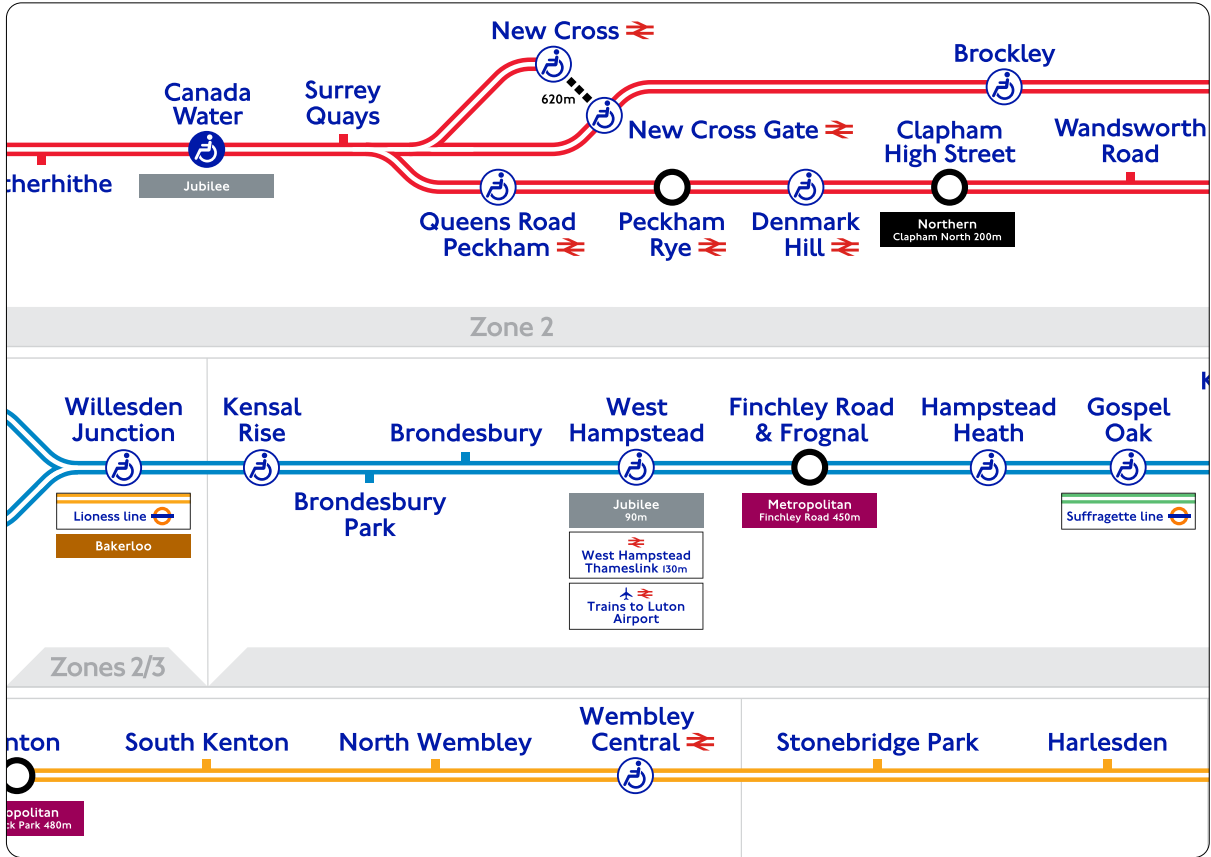 New Cross
Brockley
Canada
Water
Surrey
Quays
620m
New Cross Gate
Clapham
High Street
Wandsworth
Road
therhithe
Jubilee
Queens Road
Peckham
Peckham
Rye
Denmark
Hill
Northern
Clapham North 200m
Zone 2
K
Willesden
Junction
Kensal
Rise
Brondesbury
West
Hampstead
Finchley Road
& Frognal
Hampstead
Heath
Gospel
Oak
Brondesbury
Park
Lioness line
Bakerloo
Jubilee
90m
West Hampstead
Thameslink 130m
Trains to Luton
Airport
Metropolitan
Finchley Road 450m
Suffragette line
Zones 2/3
nton
South Kenton
North Wembley
Wembley
Central
Stonebridge Park
Harlesden
opolitan
ck Park 480m